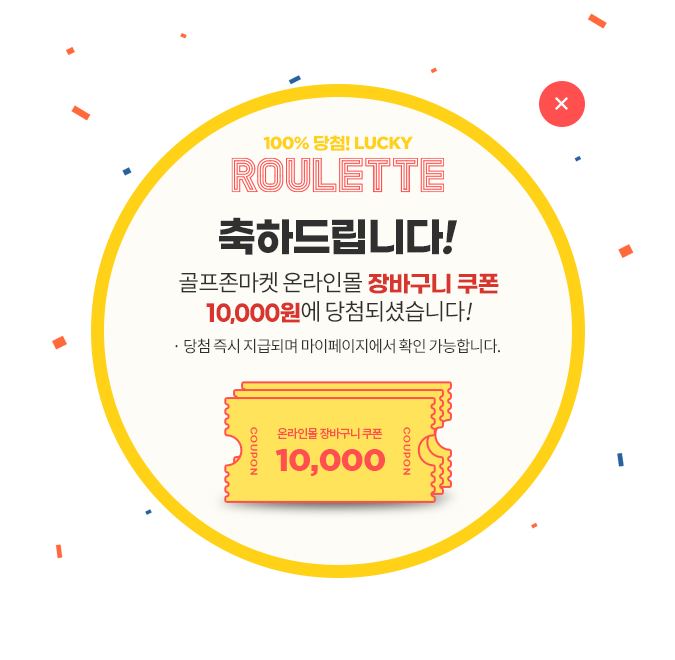 100% 당첨! LUCKY
ROULETTE
축하드립니다!
골프존마켓 온라인몰 장바구니 쿠폰
10,000원에 당첨되셨습니다!
· 당첨 즉시 지급되며 마이페이지에서 확인 가능합니다.
온라인몰 장바구니 쿠폰
COUPON
10,000
COUPON